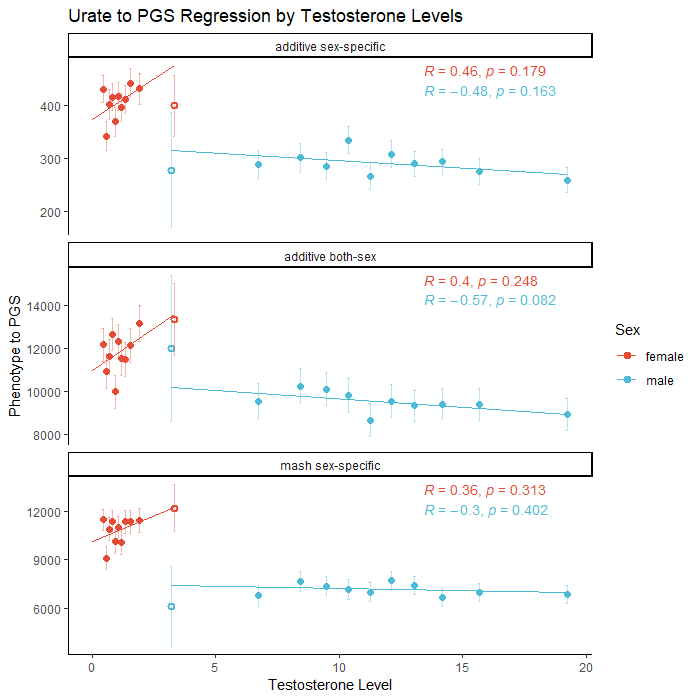 Urate to PGS Regression by Testosterone Levels
additive sex-specific
R = 0.46, p = 0.179
R = −0.48, p = 0.163
400
300
200
additive both-sex
R = 0.4, p = 0.248
R = −0.57, p = 0.082
14000
12000
10000
8000
mash sex-specific
R = 0.36, p = 0.313
R = −0.3, p = 0.402
12000
9000
6000
Phenotype to PGS
0 5 10 15 20
Testosterone Level
Sex
female
male